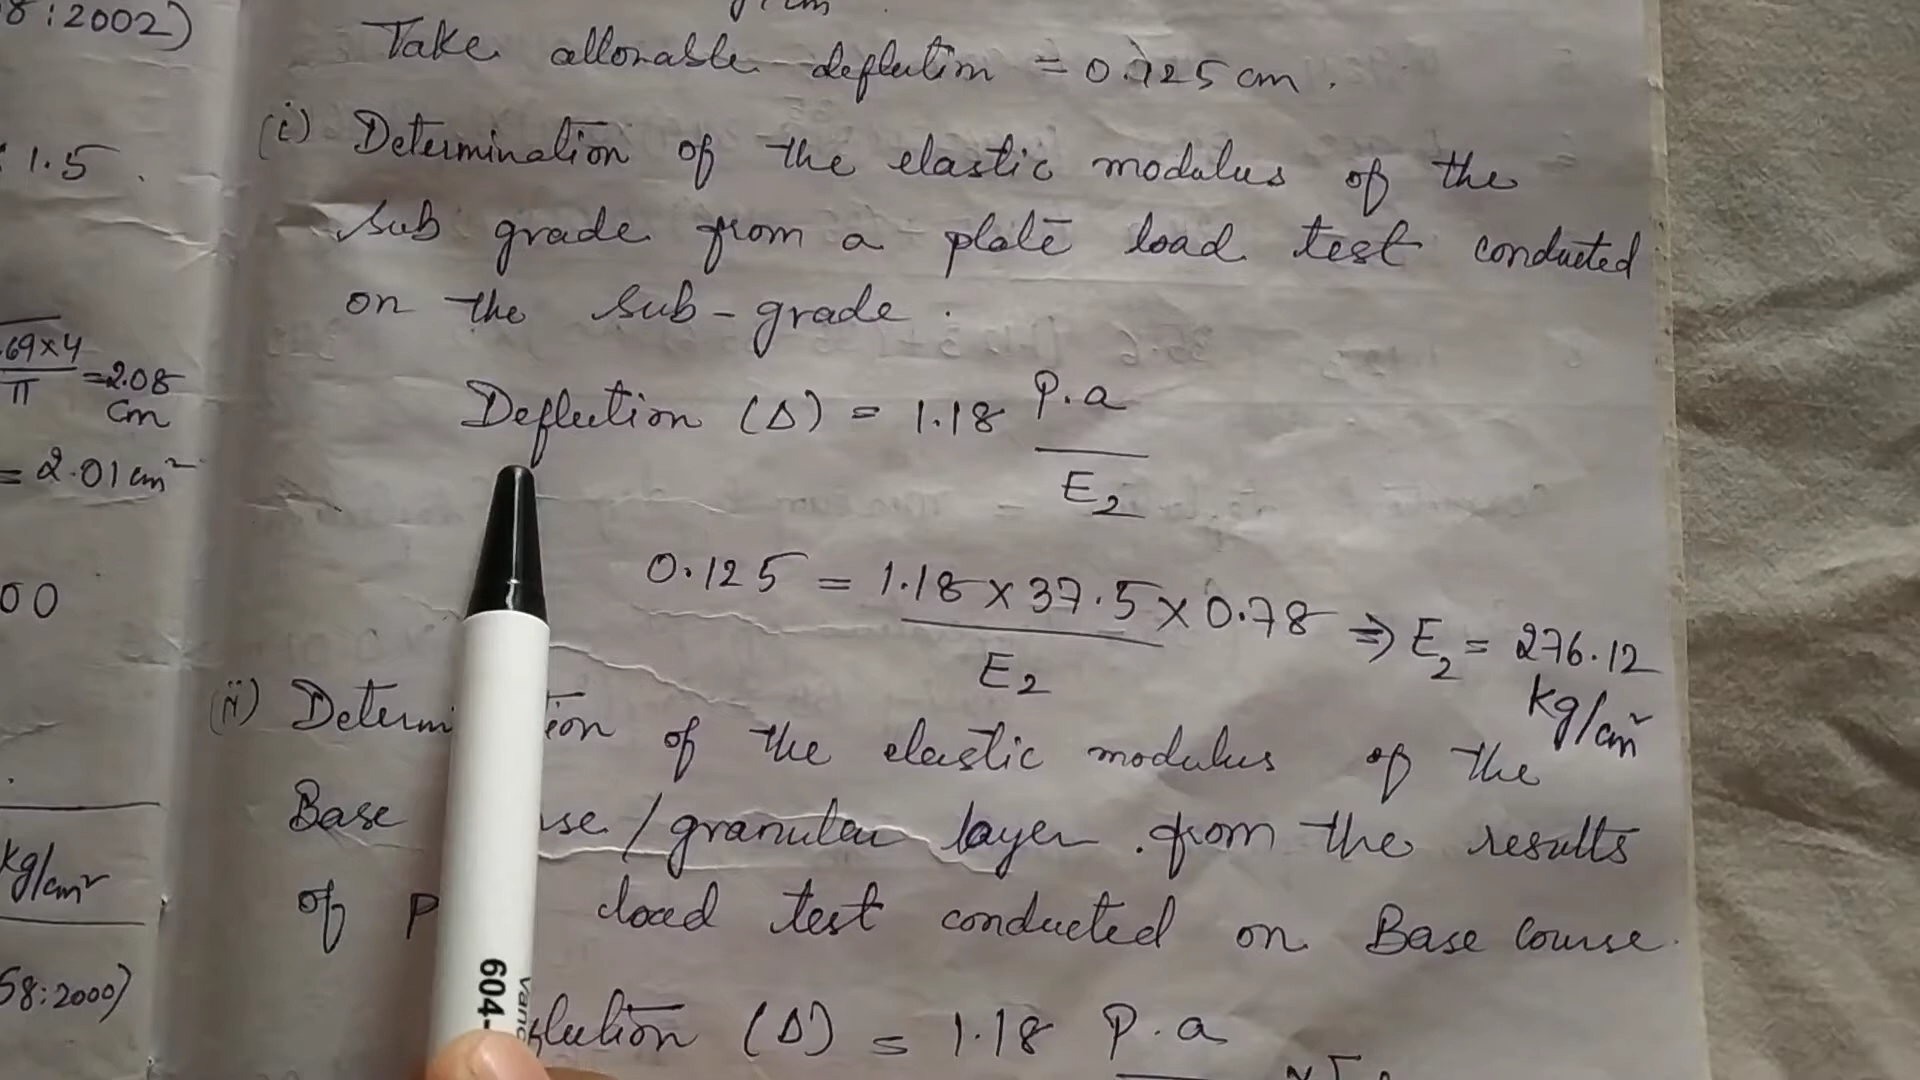 8:2002)
1.5 .
69×4
π
=2.08
cm
= 2.01 cm²
00
kg/cm²
58:2000)
Take allowable deflection = 0.125 cm .
(i) Determination of the elastic modulus of the
sub grade from a plate load test conducted
on the sub-grade .
Deflection (Δ) = 1.18 P.a
E₂
0.125 = 1.18 × 37.5 × 0.78 ⇒ E₂ = 276.12
E₂
kg/cm²
(ii) of the elastic modulus of the
Base /granular layer . from the results
of load test conducted on Base course.
(Δ) = 1.18 P.a
604-